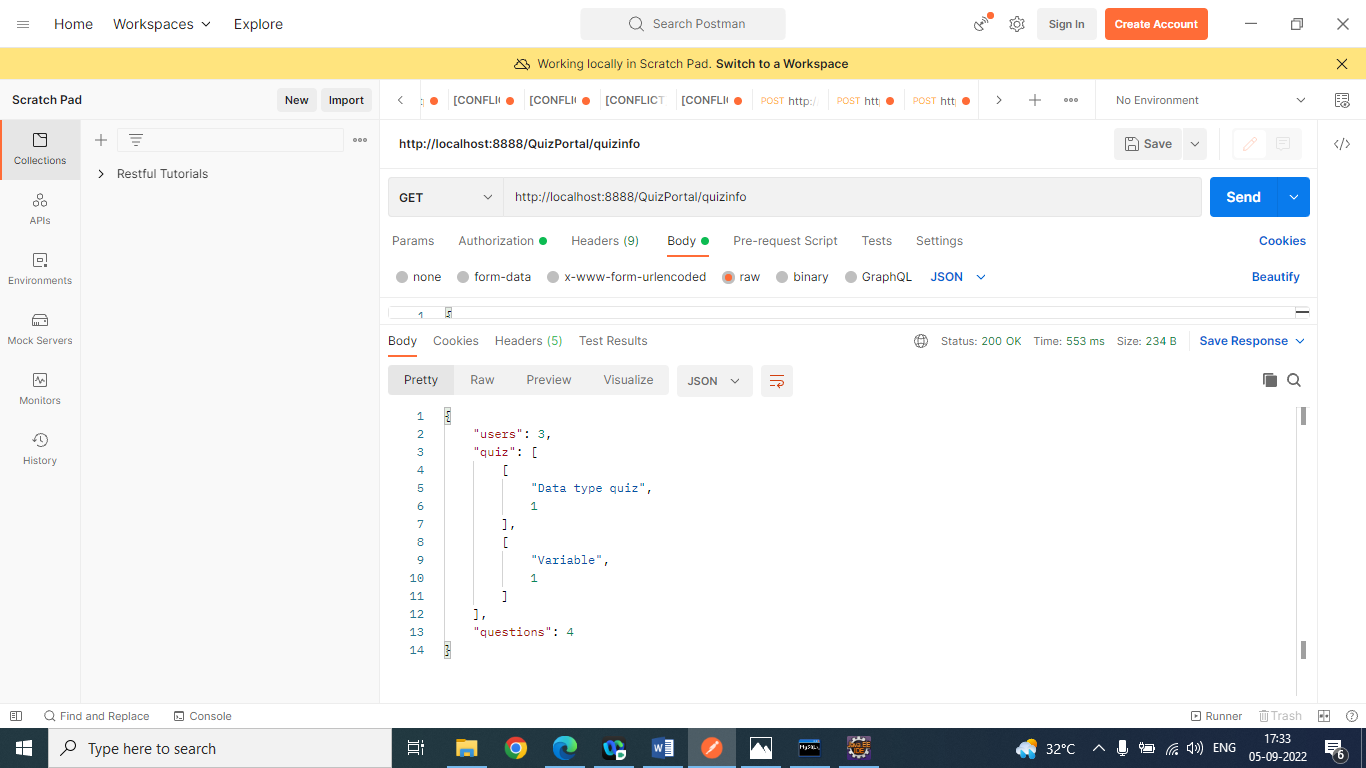 Home Workspaces Explore Search Postman Sign In Create Account
Working locally in Scratch Pad. Switch to a Workspace
Scratch Pad New Import [CONFLI [CONFLI [CONFLICT [CONFLI POST http:/ POST htt POST htt No Environment
Collections
APIs
Environments
Mock Servers
Monitors
History
Restful Tutorials
http://localhost:8888/QuizPortal/quizinfo Save
GET http://localhost:8888/QuizPortal/quizinfo Send
Params Authorization Headers (9) Body Pre-request Script Tests Settings Cookies
none form-data x-www-form-urlencoded raw binary GraphQL JSON Beautify
1 {
Body Cookies Headers (5) Test Results Status: 200 OK Time: 553 ms Size: 234 B Save Response
Pretty Raw Preview Visualize JSON
1 {
2 "users": 3,
3 "quiz": [
4 [
5 "Data type quiz",
6 1
7 ],
8 [
9 "Variable",
10 1
11 ]
12 ],
13 "questions": 4
14 }
Find and Replace Console Runner Trash
Type here to search 32°C ENG 17:33
05-09-2022 6